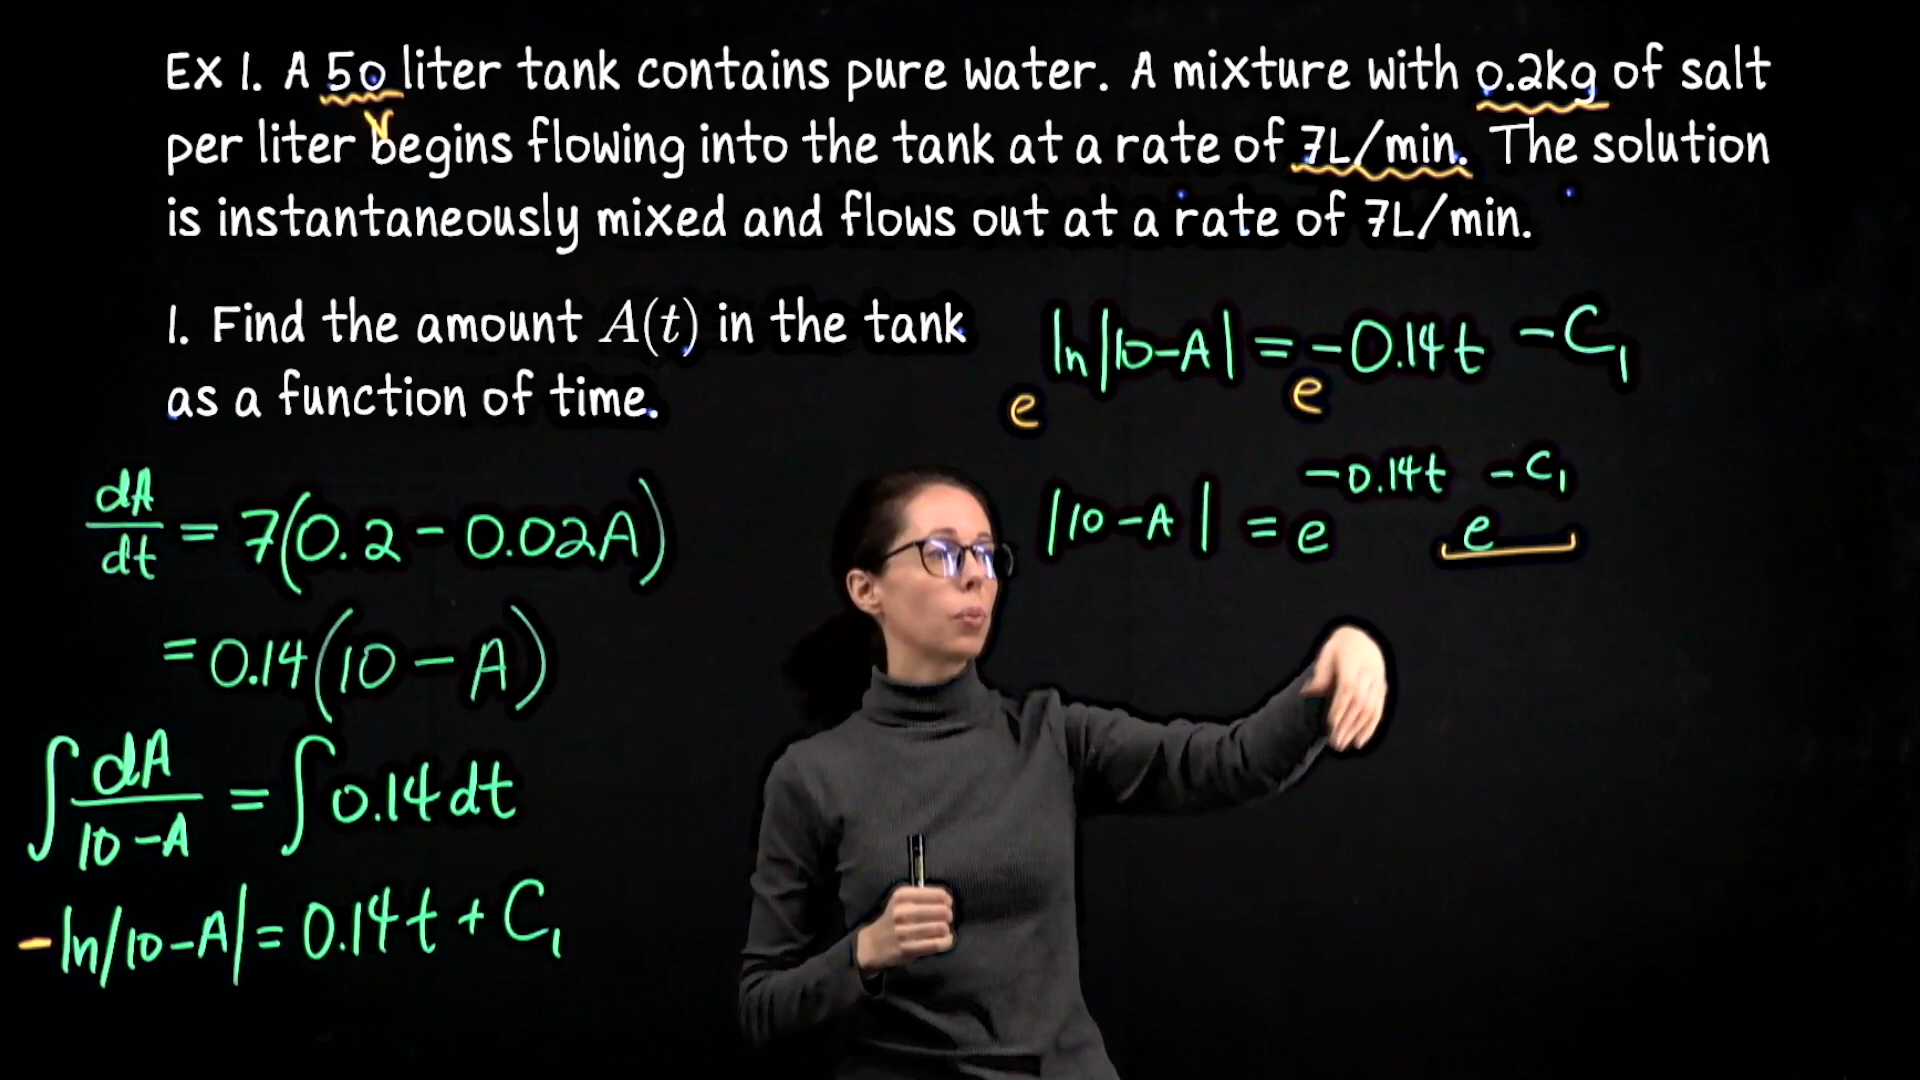 Ex 1. A 50 liter tank contains pure water. A mixture with 0.2kg of salt
per liter begins flowing into the tank at a rate of 7L/min. The solution
is instantaneously mixed and flows out at a rate of 7L/min.
1. Find the amount A(t) in the tank
as a function of time.
dA/dt = 7(0.2 - 0.02A)
= 0.14(10 - A)
∫ dA/(10 - A) = ∫ 0.14 dt
-ln|10 - A| = 0.14t + C₁
ln|10 - A| = -0.14t - C₁
e e
|10 - A| = e^(-0.14t) e^(-C₁)